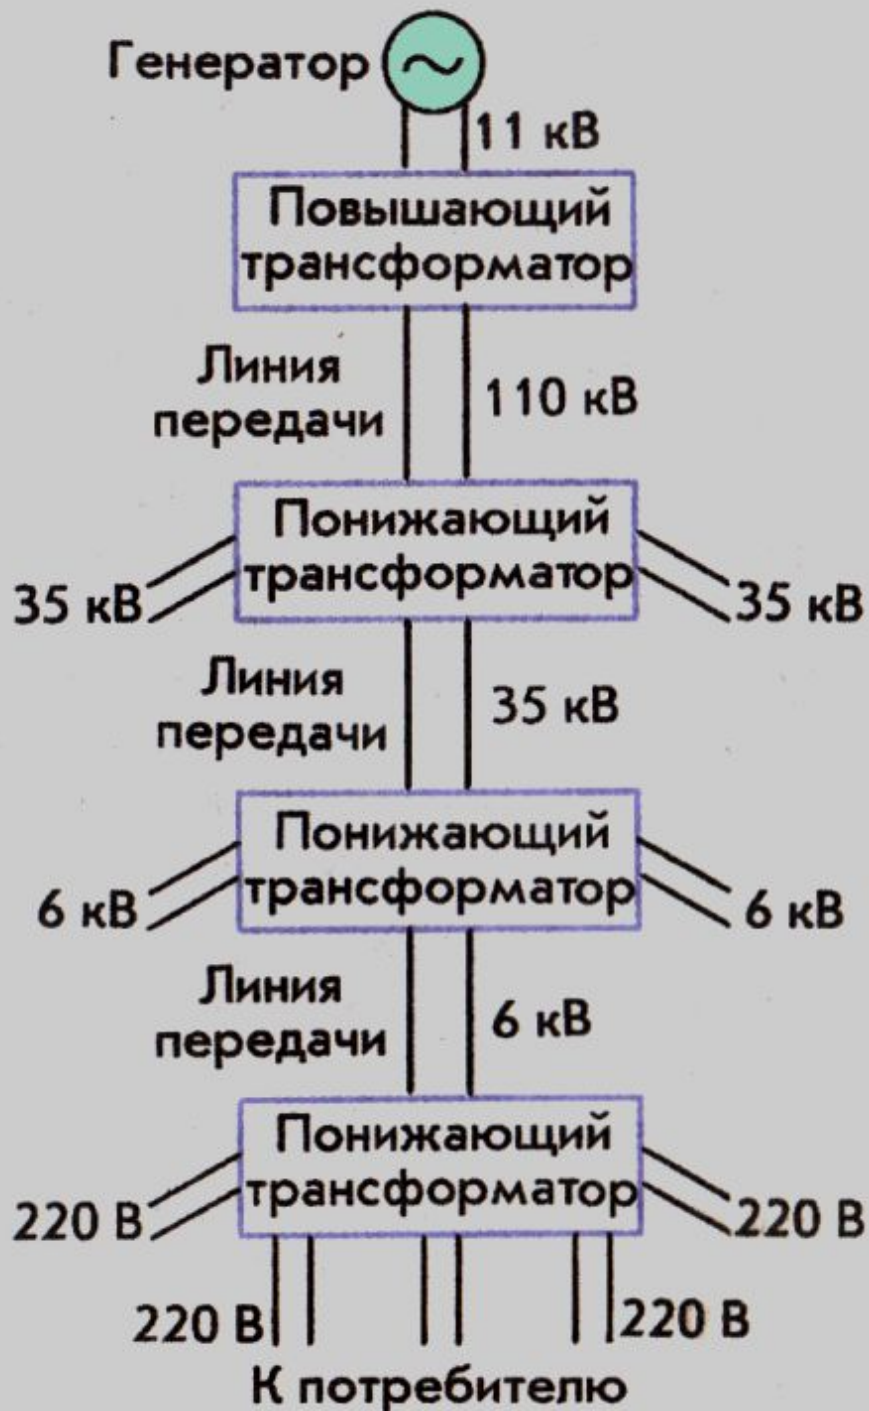 Генератор
11 кВ
Повышающий
трансформатор
Линия
передачи
110 кВ
Понижающий
трансформатор
35 кВ
35 кВ
Линия
передачи
35 кВ
Понижающий
трансформатор
6 кВ
6 кВ
Линия
передачи
6 кВ
Понижающий
трансформатор
220 В
220 В
220 В
220 В
К потребителю